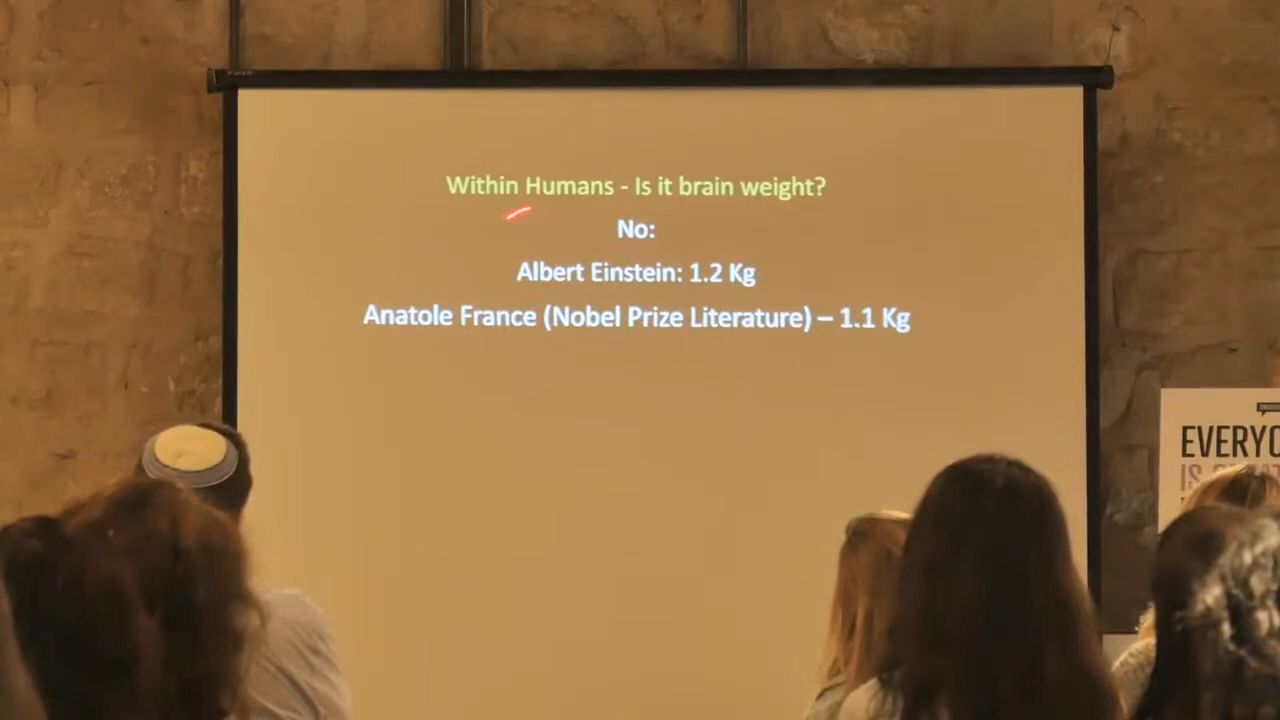 Within Humans - Is it brain weight?
No:
Albert Einstein: 1.2 Kg
Anatole France (Nobel Prize Literature) – 1.1 Kg